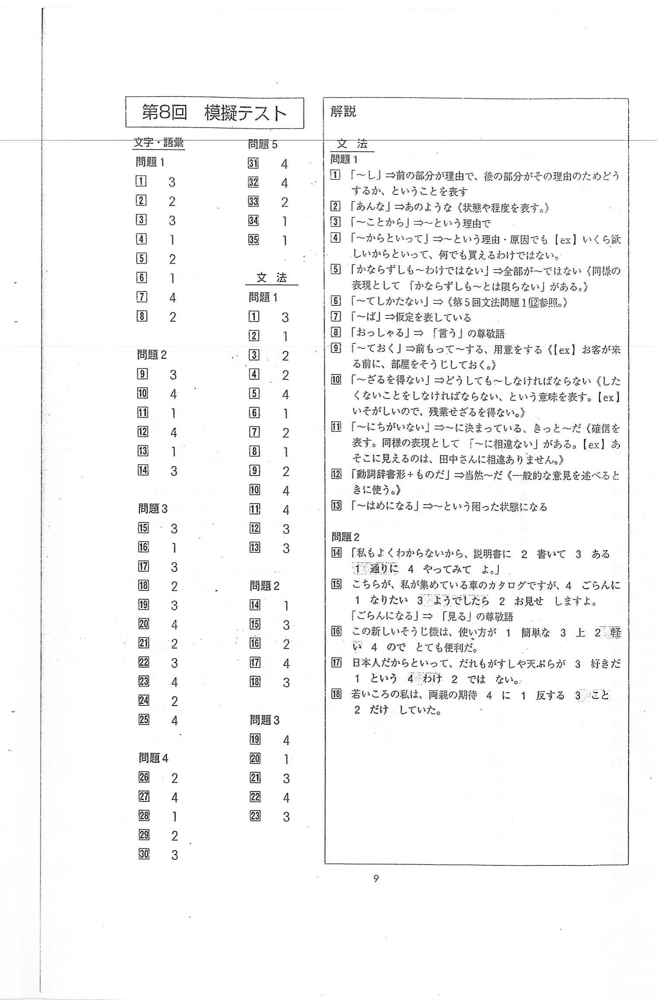 第8回　模擬テスト
文字・語彙
問題1
1　3
2　2
3　3
4　1
5　2
6　1
7　4
8　2
問題2
9　3
10　4
11　1
12　4
13　1
14　3
問題3
15　3
16　1
17　3
18　2
19　3
20　4
21　2
22　3
23　4
24　2
25　4
問題4
26　2
27　4
28　1
29　2
30　3
問題5
31　4
32　4
33　2
34　1
35　1
文　法
問題1
1　3
2　1
3　2
4　2
5　4
6　1
7　2
8　1
9　2
10　4
11　4
12　3
13　3
問題2
14　1
15　3
16　2
17　4
18　3
問題3
19　4
20　1
21　3
22　4
23　3
解説
文　法
問題1
1　「～し」⇒前の部分が理由で、後の部分がその理由のためどう
するか、ということを表す
2　「あんな」⇒あのような《状態や程度を表す。》
3　「～ことから」⇒～という理由で
4　「～からといって」⇒～という理由・原因でも【ex】いくら欲
しいからといって、何でも買えるわけではない。
5　「かならずしも～わけではない」⇒全部が～ではない《同様の
表現として　「かならずしも～とは限らない」がある。》
6　「～てしかたない」⇒《第5回文法問題1 12参照。》
7　「～ば」⇒仮定を表している
8　「おっしゃる」⇒　「言う」の尊敬語
9　「～ておく」⇒前もって～する、用意をする《【ex】お客が来
る前に、部屋をそうじしておく。》
10　「～ざるを得ない」⇒どうしても～しなければならない《した
くないことをしなければならない、という意味を表す。【ex】
いそがしいので、残業せざるを得ない。》
11　「～にちがいない」⇒～に決まっている、きっと～だ《確信を
表す。同様の表現として　「～に相違ない」がある。【ex】あ
そこに見えるのは、田中さんに相違ありません。》
12　「動詞辞書形＋ものだ」⇒当然～だ《一般的な意見を述べると
きに使う。》
13　「～はめになる」⇒～という困った状態になる
問題2
14　「私もよくわからないから、説明書に　2　書いて　3　ある
1　通りに　4　やってみて　よ。」
15　こちらが、私が集めている車のカタログですが、4　ごらんに
1　なりたい　3　ようでしたら　2　お見せ　しますよ。
「ごらんになる」⇒　「見る」の尊敬語
16　この新しいそうじ機は、使い方が　1　簡単な　3　上　2　軽
い　4　ので　とても便利だ。
17　日本人だからといって、だれもがすしや天ぷらが　3　好きだ
1　という　4　わけ　2　では　ない。
18　若いころの私は、両親の期待　4　に　1　反する　3　こと
2　だけ　していた。
9